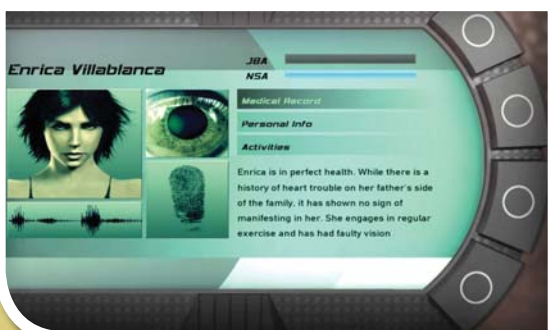 Enrica Villablanca
JBA
NSA
Medical Record
Personal Info
Activities
Enrica is in perfect health. While there is a
history of heart trouble on her father's side
of the family, it has shown no sign of
manifesting in her. She engages in regular
exercise and has had faulty vision